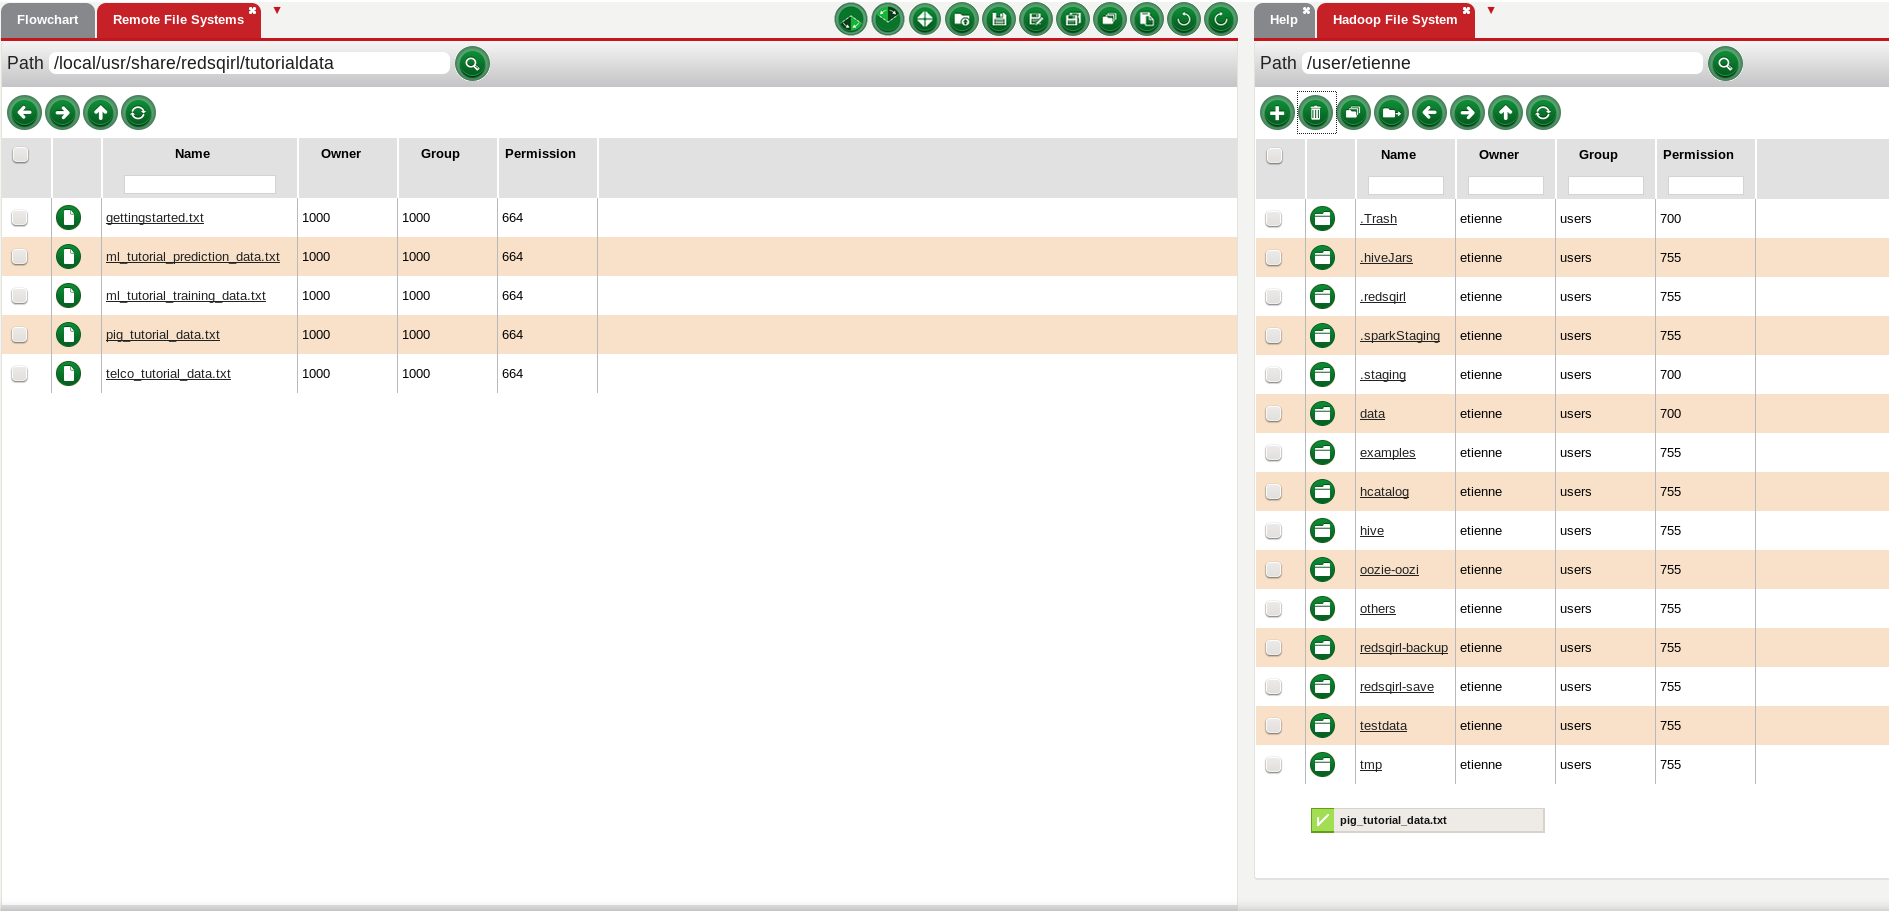 Flowchart Remote File Systems
Path /local/usr/share/redsqirl/tutorialdata
Name Owner Group Permission
gettingstarted.txt 1000 1000 664
ml_tutorial_prediction_data.txt 1000 1000 664
ml_tutorial_training_data.txt 1000 1000 664
pig_tutorial_data.txt 1000 1000 664
telco_tutorial_data.txt 1000 1000 664
Help Hadoop File System
Path /user/etienne
Name Owner Group Permission
.Trash etienne users 700
.hiveJars etienne users 755
.redsqirl etienne users 755
.sparkStaging etienne users 755
.staging etienne users 700
data etienne users 700
examples etienne users 755
hcatalog etienne users 755
hive etienne users 755
oozie-oozi etienne users 755
others etienne users 755
redsqirl-backup etienne users 755
redsqirl-save etienne users 755
testdata etienne users 755
tmp etienne users 755
pig_tutorial_data.txt